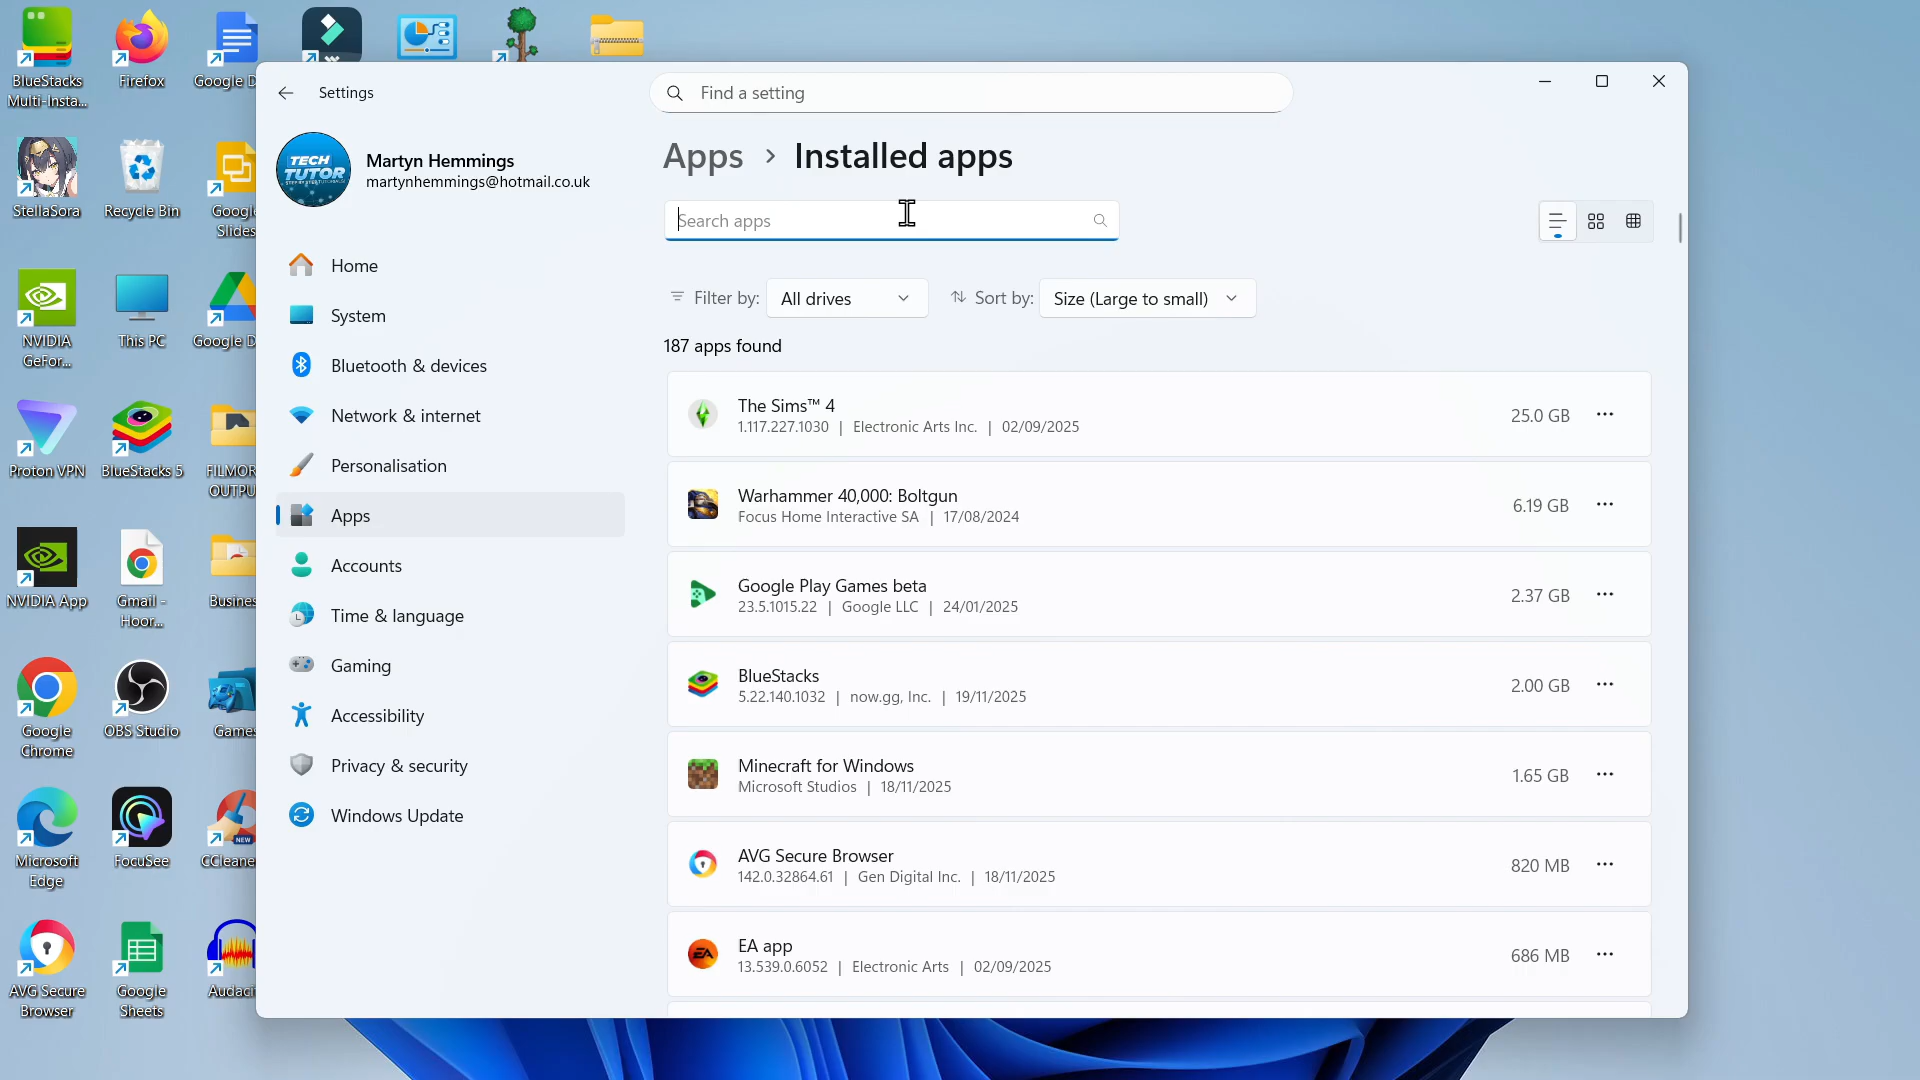 BlueStacks
Multi-Insta...
Firefox
Google D
StellaSora
Recycle Bin
Google
Slides
NVIDIA
GeFor...
This PC
Google D
Proton VPN
BlueStacks 5
FILMOR
OUTPU
NVIDIA App
Gmail -
Hoor...
Busines
Google
Chrome
OBS Studio
Games
Microsoft
Edge
FocuSee
NEW
CCleane
AVG Secure
Browser
Google
Sheets
Audaci
Settings
Find a setting
TECH
TUTOR
Martyn Hemmings
martynhemmings@hotmail.co.uk
Home
System
Bluetooth & devices
Network & internet
Personalisation
Apps
Accounts
Time & language
Gaming
Accessibility
Privacy & security
Windows Update
Apps > Installed apps
Search apps
Filter by: All drives Sort by: Size (Large to small)
187 apps found
The Sims™ 4
1.117.227.1030 | Electronic Arts Inc. | 02/09/2025
25.0 GB
Warhammer 40,000: Boltgun
Focus Home Interactive SA | 17/08/2024
6.19 GB
Google Play Games beta
23.5.1015.22 | Google LLC | 24/01/2025
2.37 GB
BlueStacks
5.22.140.1032 | now.gg, Inc. | 19/11/2025
2.00 GB
Minecraft for Windows
Microsoft Studios | 18/11/2025
1.65 GB
AVG Secure Browser
142.0.32864.61 | Gen Digital Inc. | 18/11/2025
820 MB
EA
EA app
13.539.0.6052 | Electronic Arts | 02/09/2025
686 MB